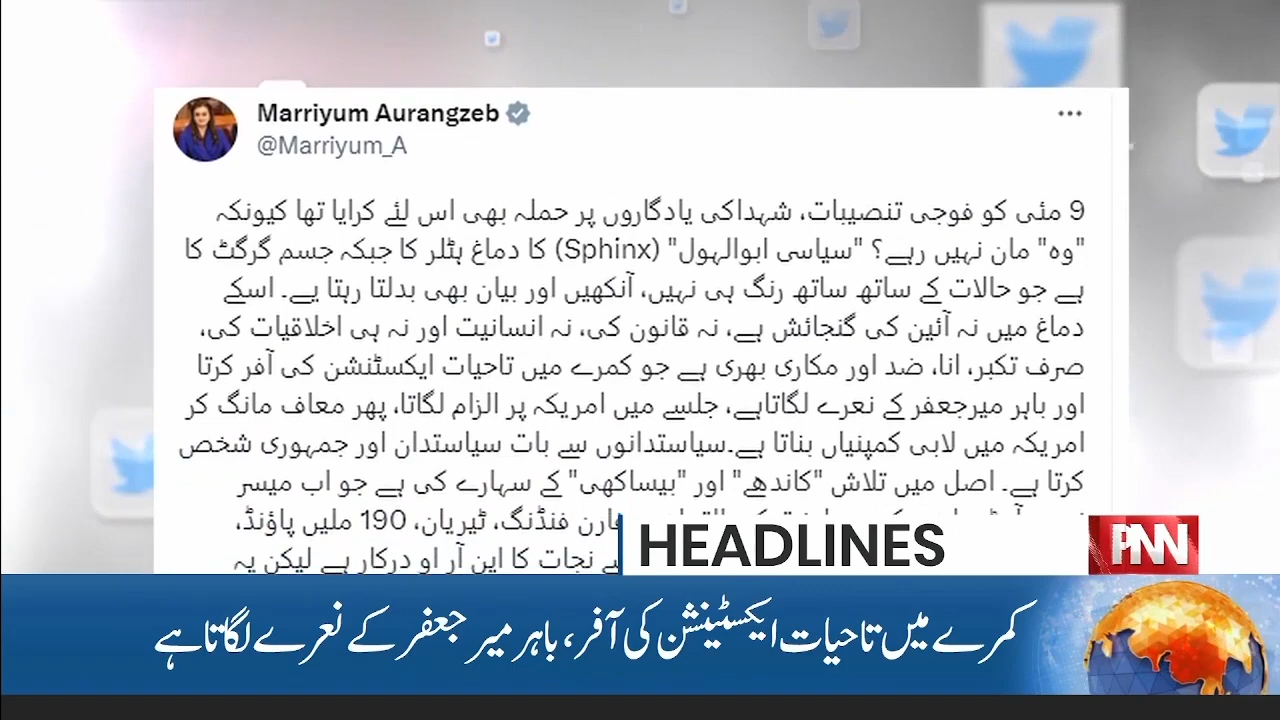 Marriyum Aurangzeb
@Marriyum_A
9 مئی کو فوجی تنصیبات، شہداکی یادگاروں پر حملہ بھی اس لئے کرایا تھا کیونکہ
"وہ" مان نہیں رہے؟ "سیاسی ابوالہول" (Sphinx) کا دماغ ہٹلر کا جبکہ جسم گرگٹ کا
ہے جو حالات کے ساتھ ساتھ رنگ ہی نہیں، آنکھیں اور بیان بھی بدلتا رہتا ہے۔ اسکے
دماغ میں نہ آئین کی گنجائش ہے، نہ قانون کی، نہ انسانیت اور نہ ہی اخلاقیات کی،
صرف تکبر، انا، ضد اور مکاری بھری ہے جو کمرے میں تاحیات ایکسٹنشن کی آفر کرتا
اور باہر میرجعفر کے نعرے لگاتاہے، جلسے میں امریکہ پر الزام لگاتا، پھر معاف مانگ کر
امریکہ میں لابی کمپنیاں بناتا ہے۔سیاستدانوں سے بات سیاستدان اور جمہوری شخص
کرتا ہے۔ اصل میں تلاش "کاندھے" اور "بیساکھی" کے سہارے کی ہے جو اب میسر
فارن فنڈنگ، ٹیریان، 190 ملین پاؤنڈ،
سے نجات کا این آر او درکار ہے لیکن یہ
HEADLINES
PNN
کمرے میں تاحیات ایکسٹینشن کی آفر، باہر میر جعفر کے نعرے لگاتا ہے